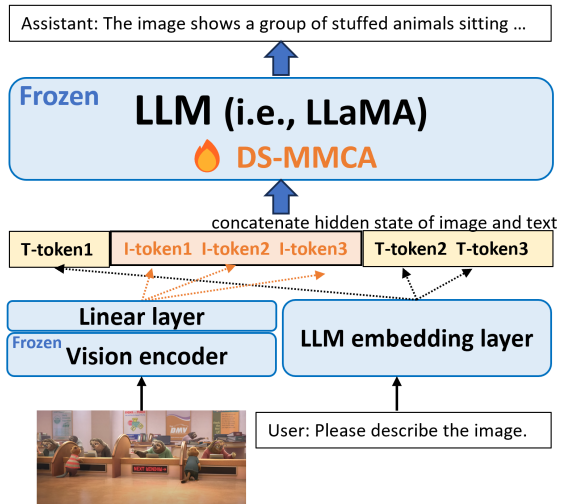 Assistant: The image shows a group of stuffed animals sitting ...
Frozen
LLM (i.e., LLaMA)
DS-MMCA
concatenate hidden state of image and text
T-token1 I-token1 I-token2 I-token3 T-token2 T-token3
Linear layer
Frozen
Vision encoder
LLM embedding layer
User: Please describe the image.
DMV